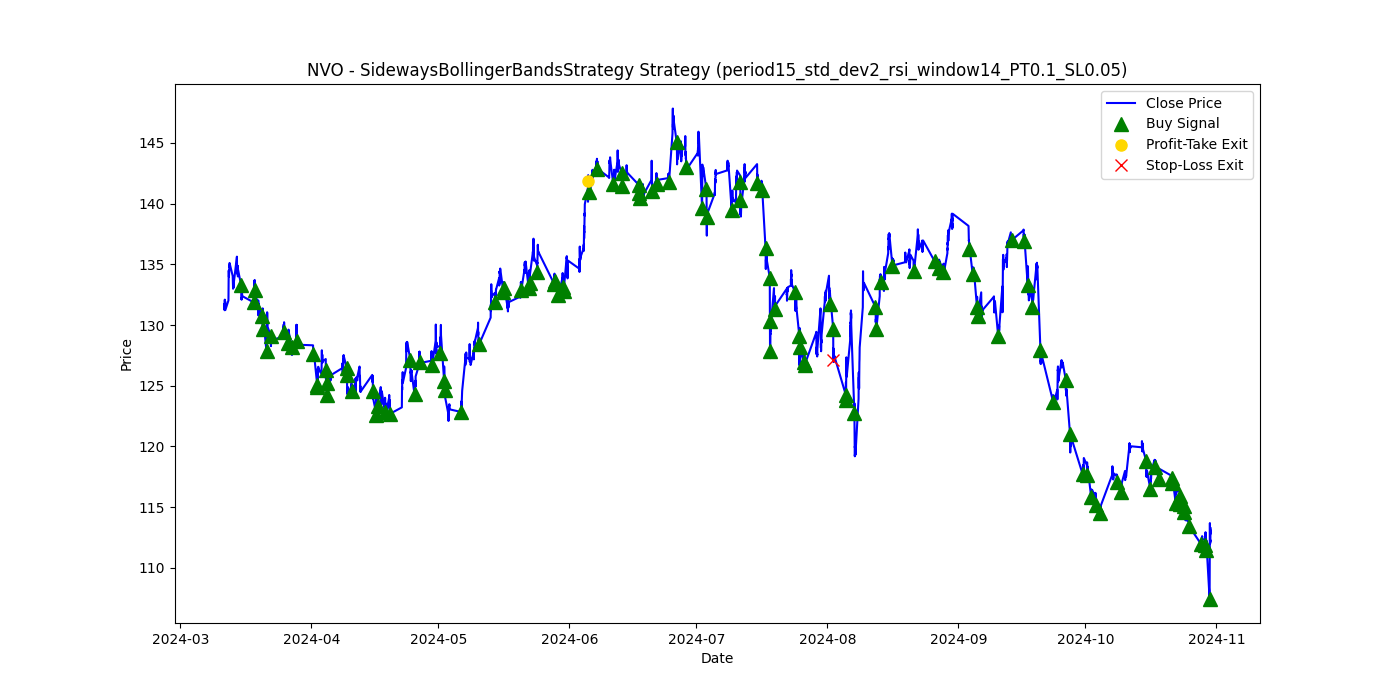 NVO - SidewaysBollingerBandsStrategy Strategy (period15_std_dev2_rsi_window14_PT0.1_SL0.05)
Close Price
Buy Signal
Profit-Take Exit
Stop-Loss Exit
145
140
135
130
125
120
115
110
Price
2024-03
2024-04
2024-05
2024-06
2024-07
2024-08
2024-09
2024-10
2024-11
Date